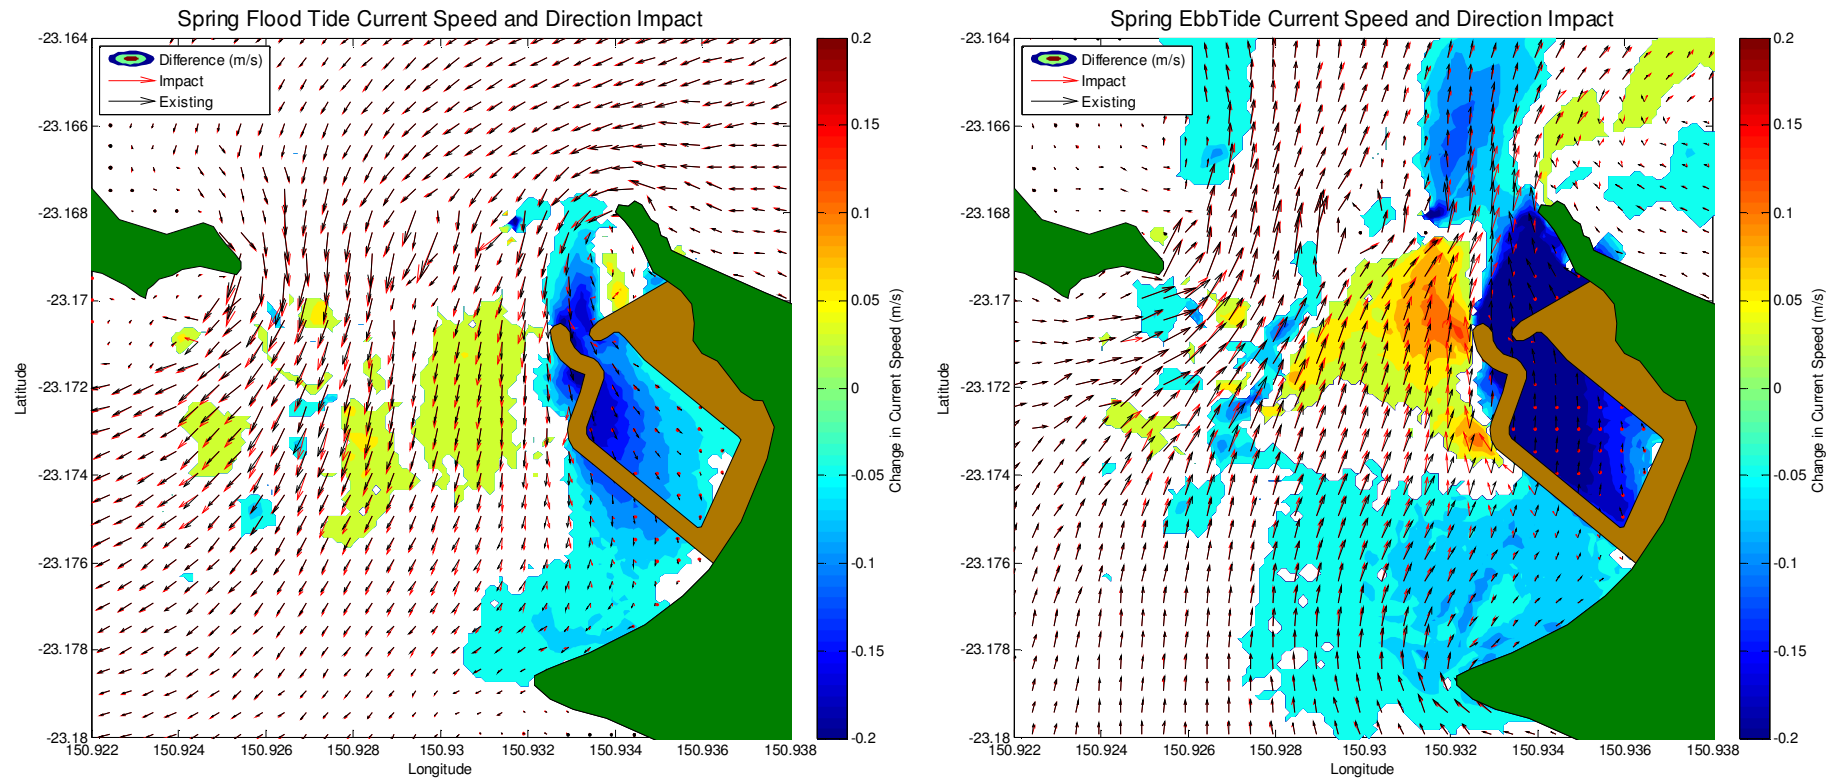 Spring Flood Tide Current Speed and Direction Impact
Difference (m/s)
Impact
Existing
-23.164
-23.166
-23.168
-23.17
-23.172
-23.174
-23.176
-23.178
-23.18
Latitude
150.922 150.924 150.926 150.928 150.93 150.932 150.934 150.936 150.938
Longitude
0.2
0.15
0.1
0.05
0
-0.05
-0.1
-0.15
-0.2
Change in Current Speed (m/s)
Spring EbbTide Current Speed and Direction Impact
Difference (m/s)
Impact
Existing
-23.164
-23.166
-23.168
-23.17
-23.172
-23.174
-23.176
-23.178
-23.18
Latitude
150.922 150.924 150.926 150.928 150.93 150.932 150.934 150.936 150.938
Longitude
0.2
0.15
0.1
0.05
0
-0.05
-0.1
-0.15
-0.2
Change in Current Speed (m/s)